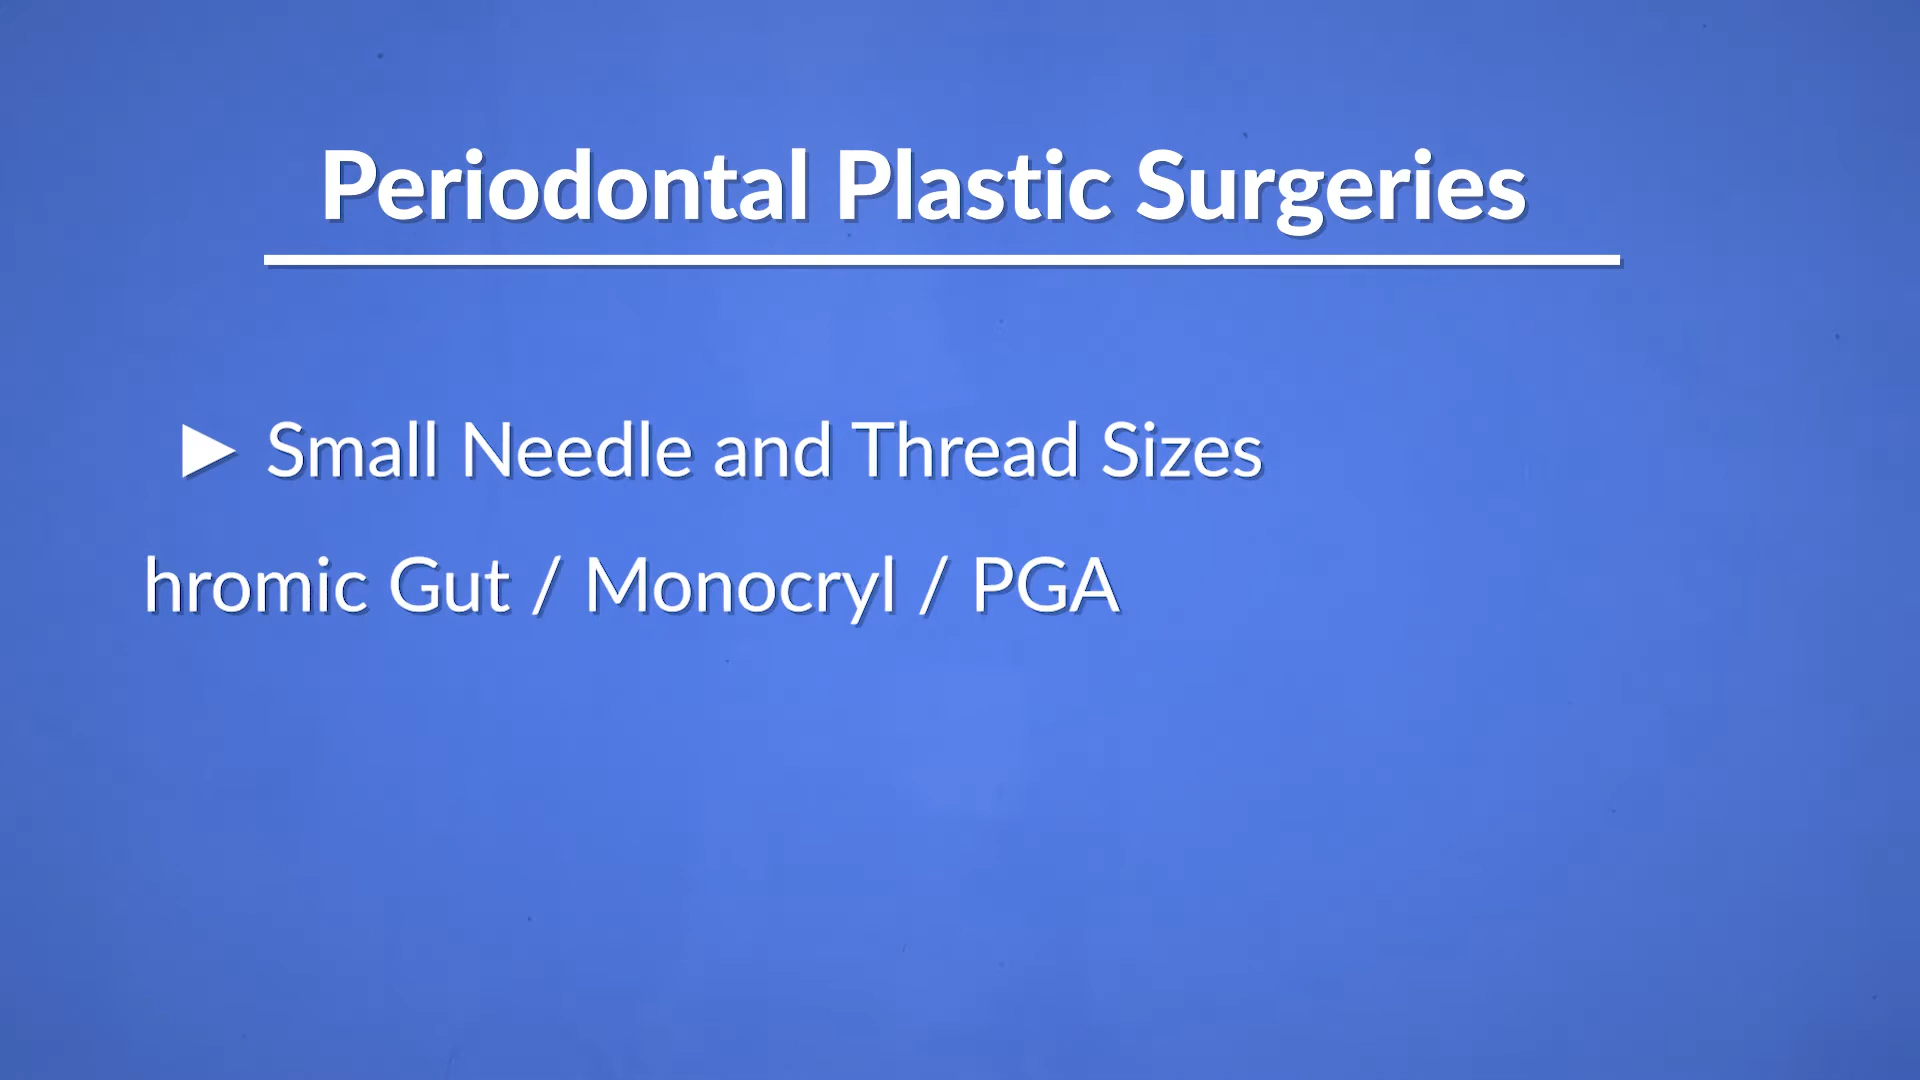 Periodontal Plastic Surgeries
► Small Needle and Thread Sizes
hromic Gut / Monocryl / PGA